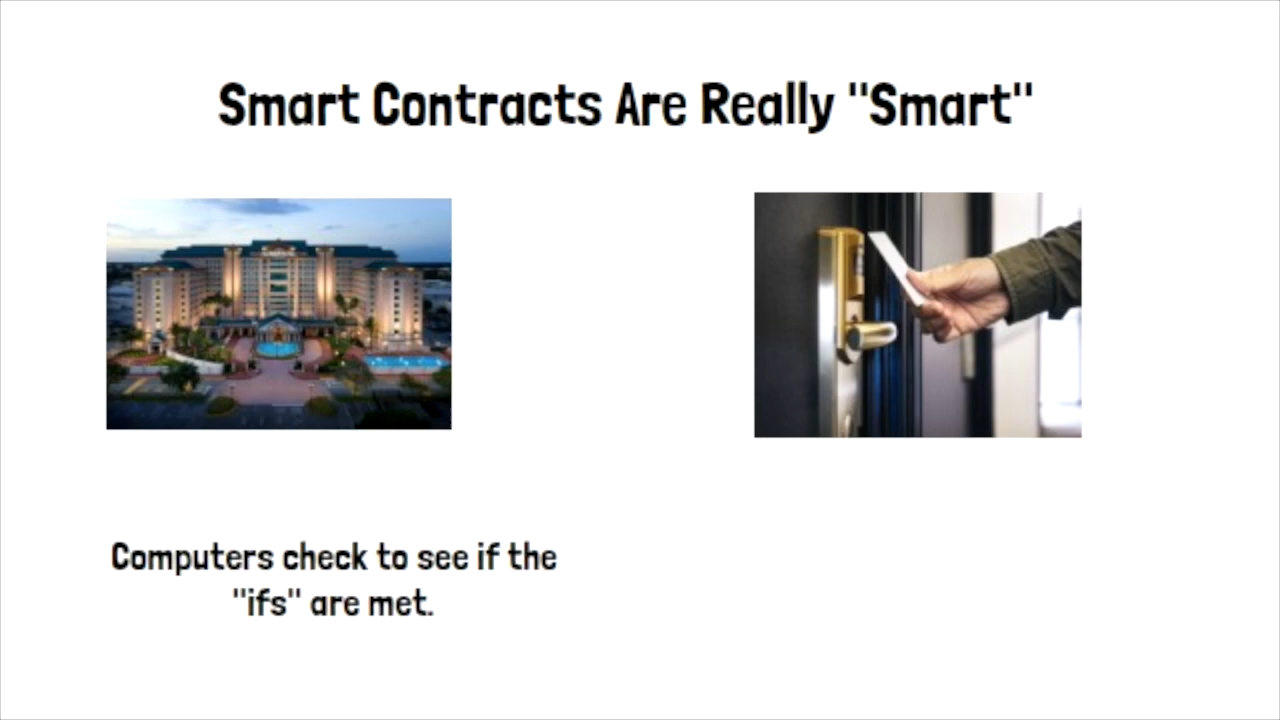 Smart Contracts Are Really "Smart"
Computers check to see if the
"ifs" are met.